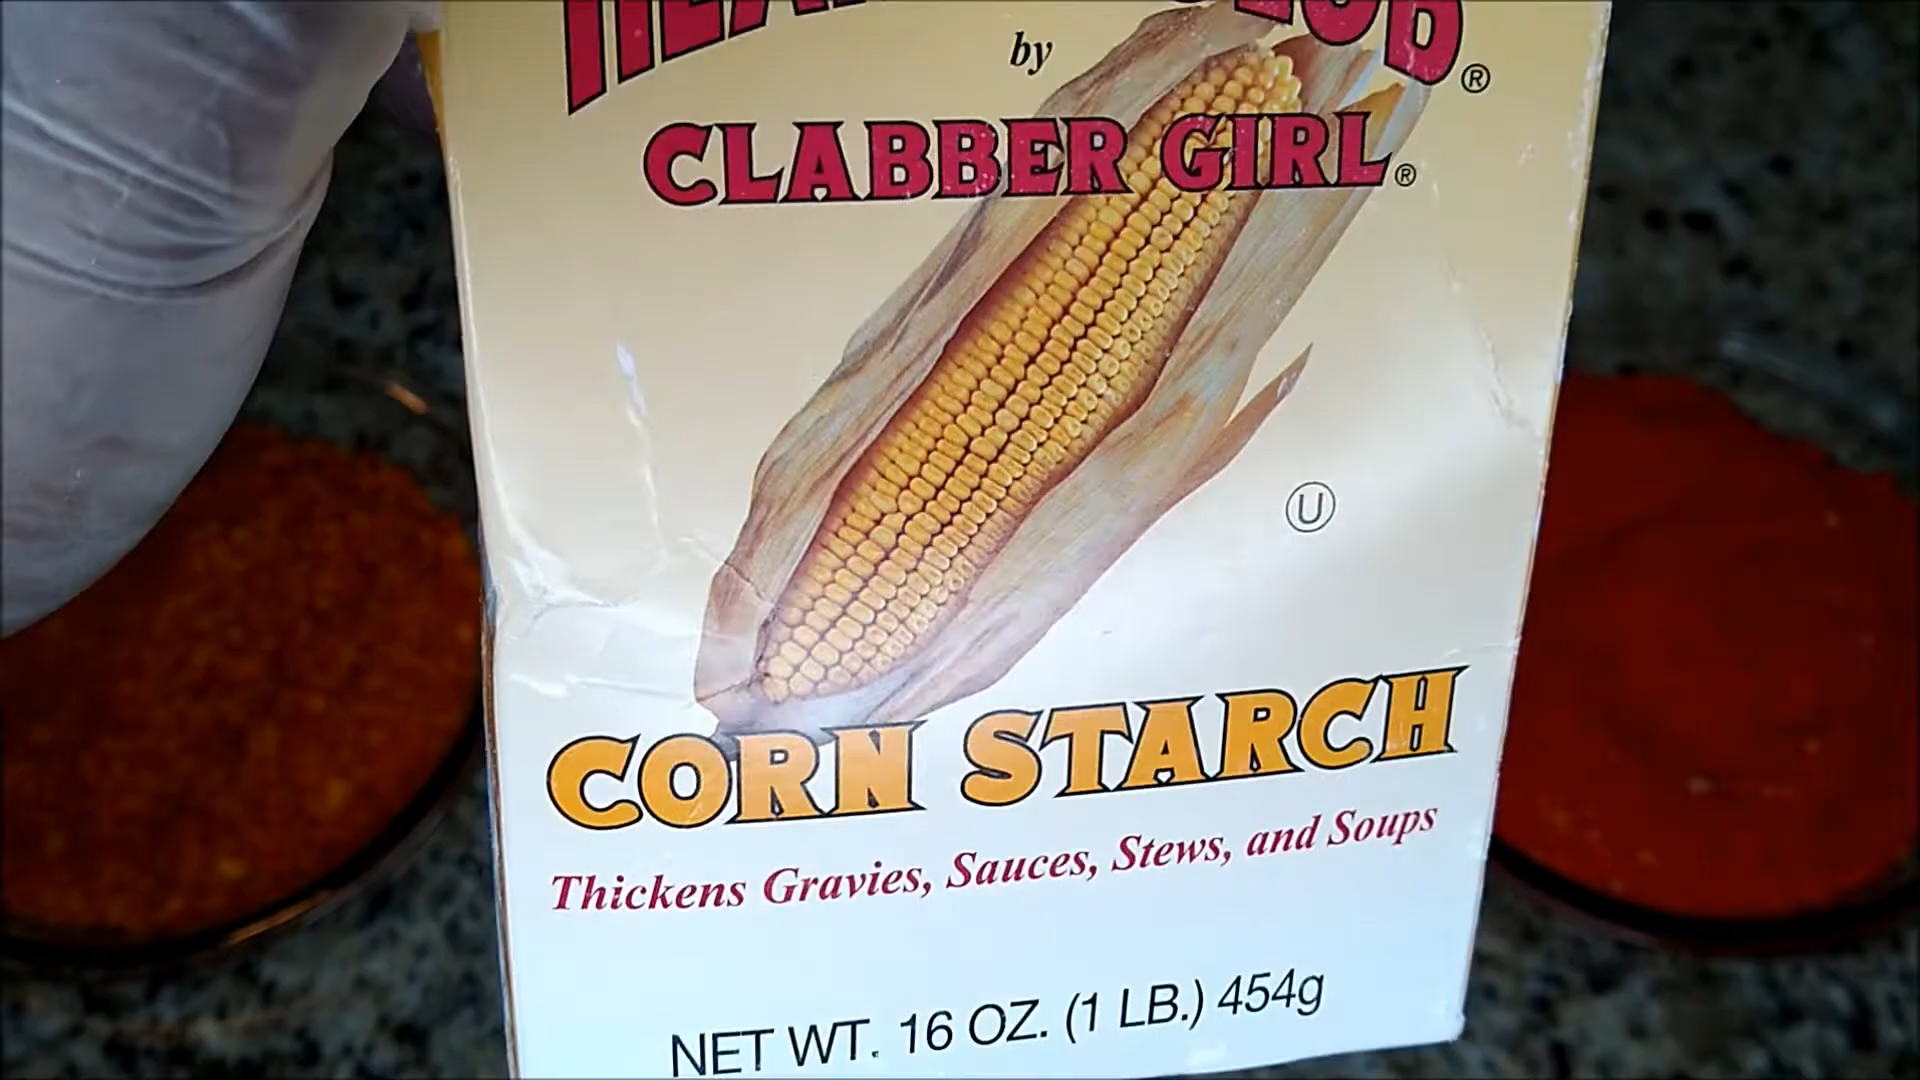 by
CLABBER GIRL®
U
CORN STARCH
Thickens Gravies, Sauces, Stews, and Soups
NET WT. 16 OZ. (1 LB.) 454g